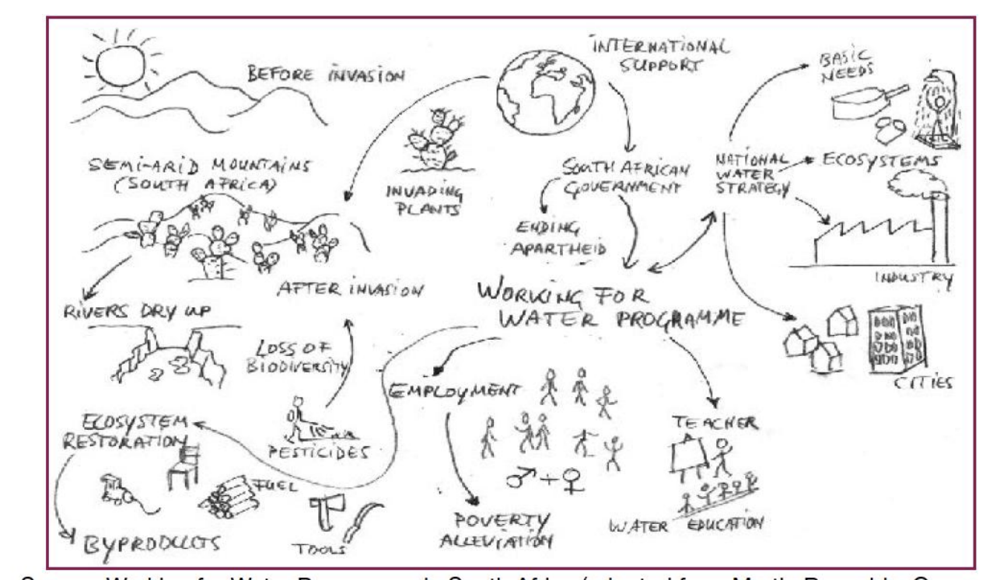 BEFORE INVASION
INTERNATIONAL
SUPPORT
BASIC
NEEDS
SEMI-ARID MOUNTAINS
(SOUTH AFRICA)
INVADING
PLANTS
SOUTH AFRICAN
GOVERNMENT
NATIONAL
WATER
STRATEGY
ECOSYSTEMS
ENDING
APARTHEID
INDUSTRY
AFTER INVASION
WORKING FOR
WATER PROGRAMME
RIVERS DRY UP
LOSS OF
BIODIVERSITY
EMPLOYMENT
CITIES
ECOSYSTEM
RESTORATION
PESTICIDES
TEACHER
FUEL
♂+♀
POVERTY
ALLEVIATION
WATER EDUCATION
BYPRODUCTS
TOOLS